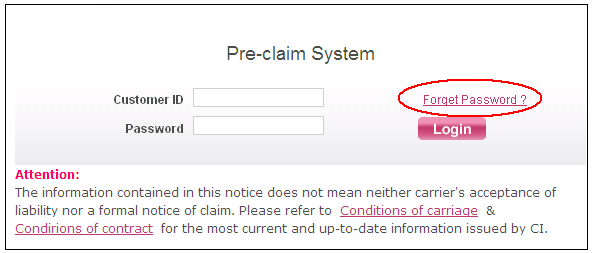 Pre-claim System
Customer ID
Forget Password ?
Password
Login
Attention:
The information contained in this notice does not mean neither carrier's acceptance of
liability nor a formal notice of claim. Please refer to Conditions of carriage &
Condirions of contract for the most current and up-to-date information issued by CI.